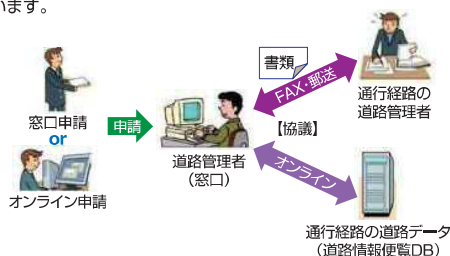 います。
窓口申請
or
オンライン申請
申請
道路管理者
（窓口）
書類
FAX・郵送
【協議】
オンライン
通行経路の
道路管理者
通行経路の道路データ
（道路情報便覧DB）